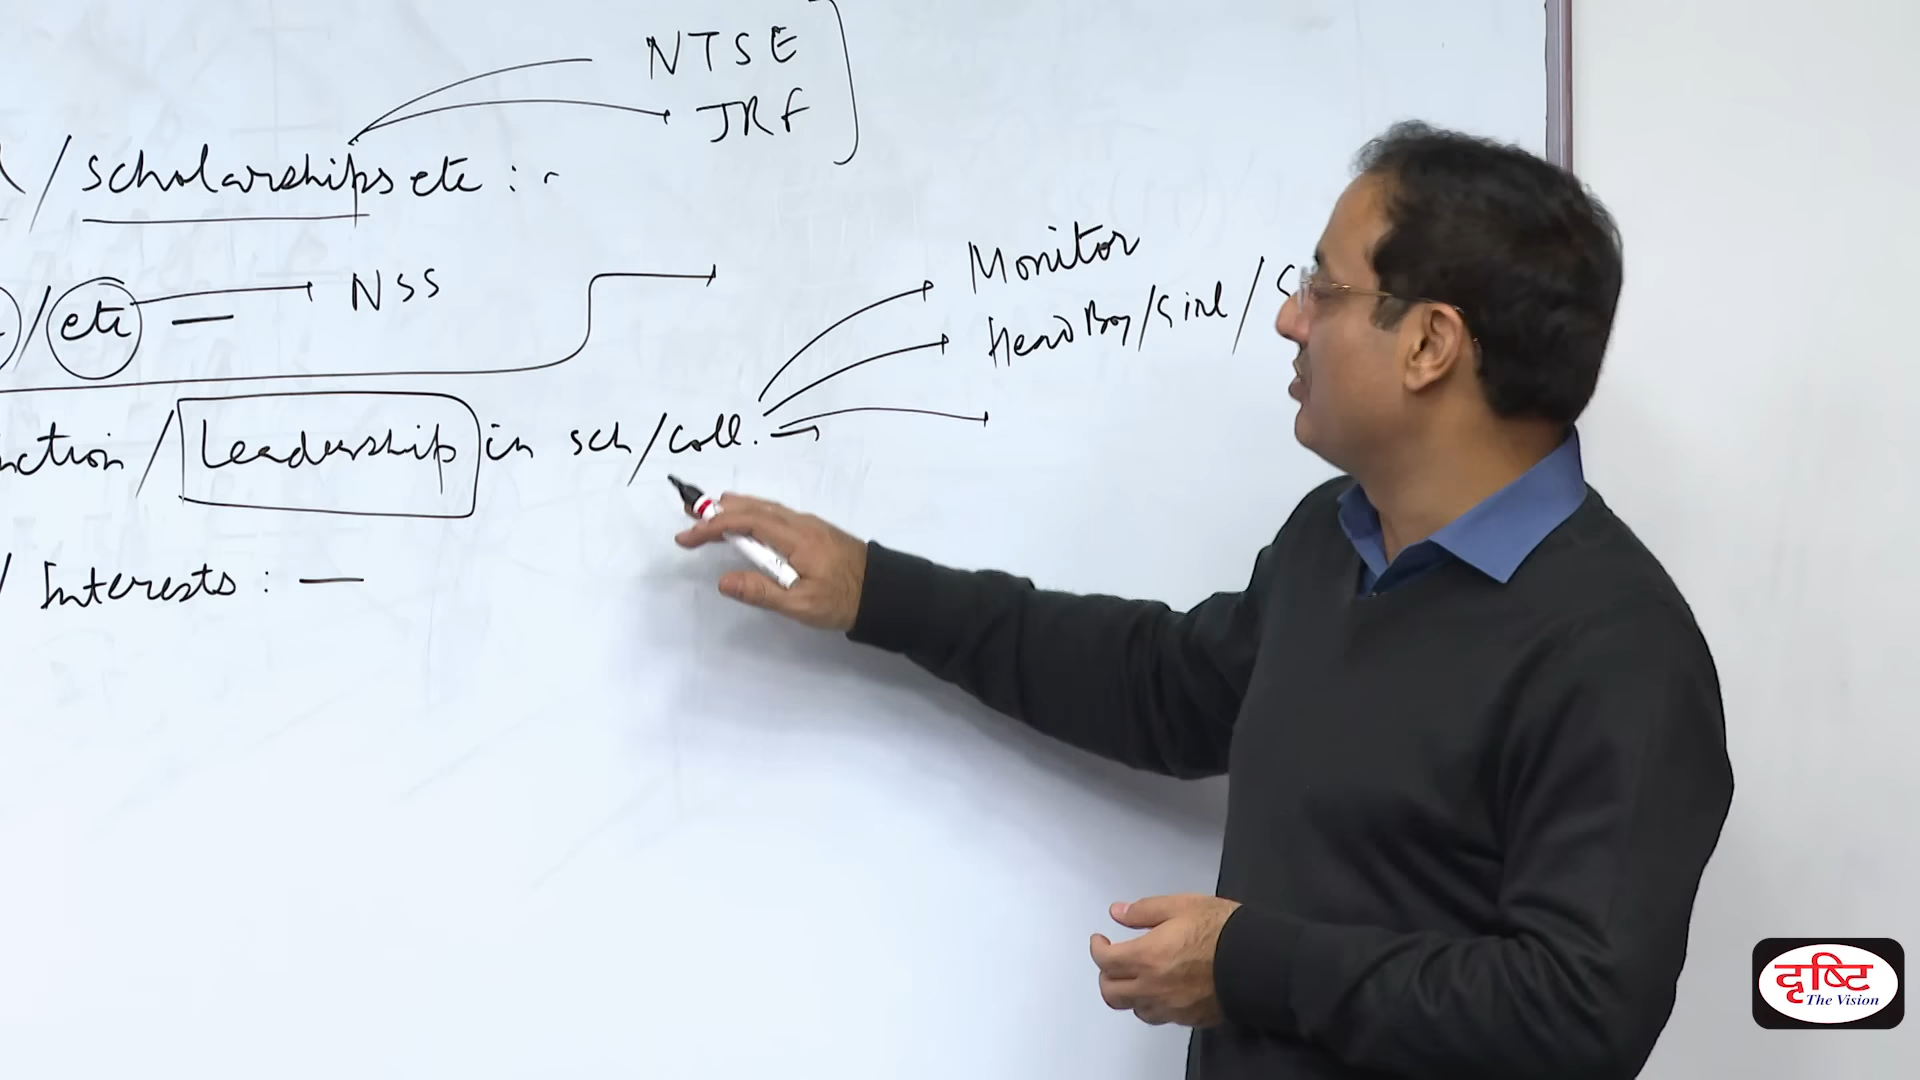 NTSE
JRF
/ Scholarships etc : -
/ etc — NSS
Monitor
Head Boy/Girl /
/ Leadership in sch/coll.
/ Interests : —
दृष्टि
The Vision